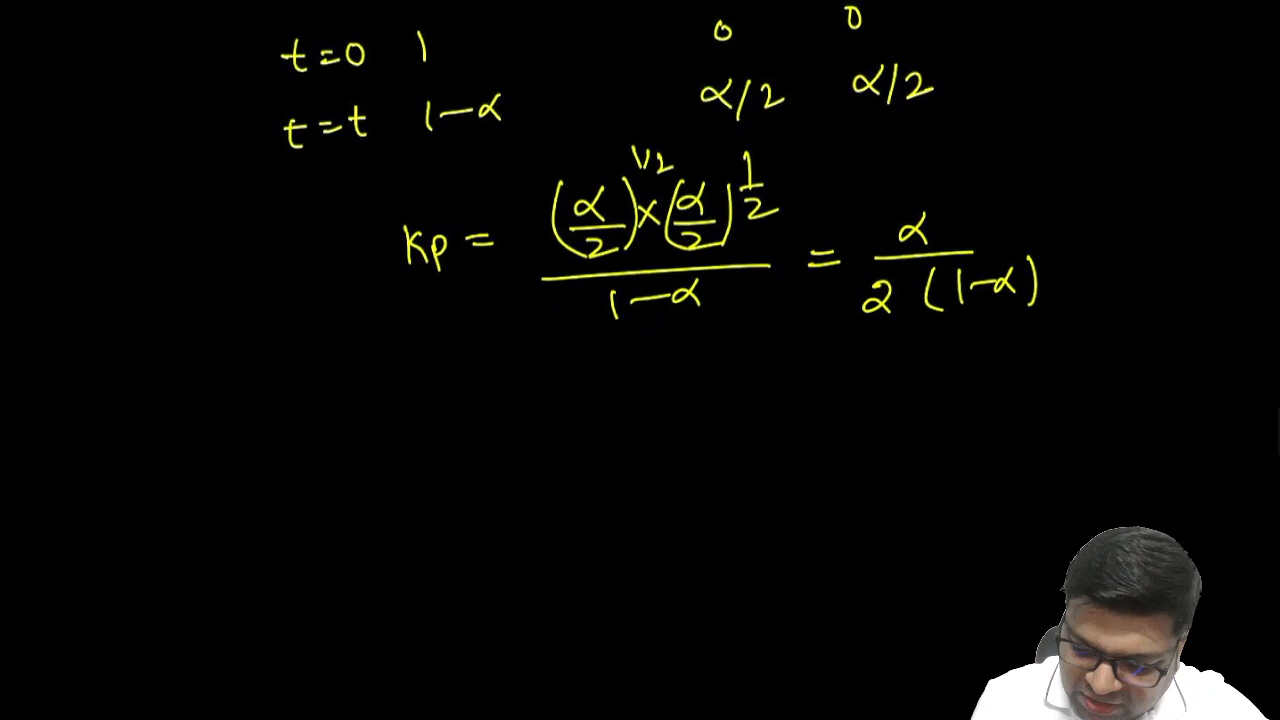 t=0 1 0 0
t=t 1-α α/2 α/2
Kp = (α/2)^1/2 × (α/2)^1/2 / 1-α = α / 2(1-α)